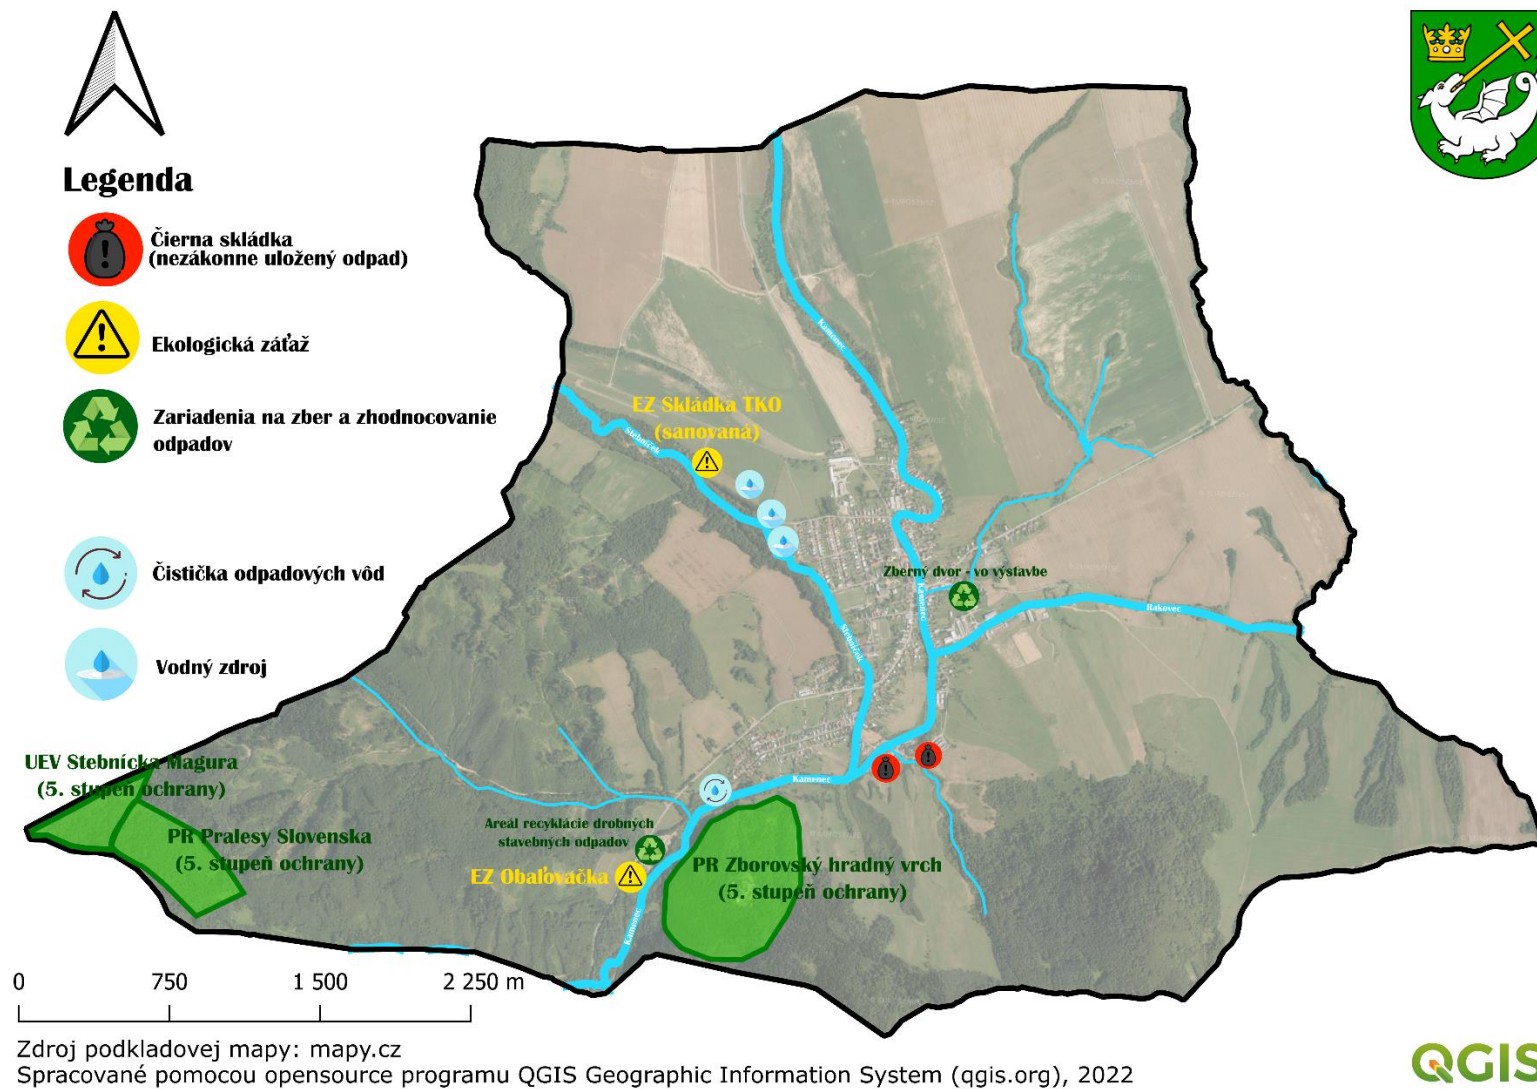 Legenda
Čierna skládka
(nezákonne uložený odpad)
Ekologická záťaž
Zariadenia na zber a zhodnocovanie
odpadov
Čistička odpadových vôd
Vodný zdroj
Kamenec
EZ Skládka TKO
(sanovaná)
Stebníček
Zberný dvor - vo výstavbe
Kamenec
Rakovec
Stebníček
UEV Stebnícka Magura
(5. stupeň ochrany)
PR Pralesy Slovenska
(5. stupeň ochrany)
Kamenec
Areál recyklácie drobných
stavebných odpadov
EZ Obaľovačka
PR Zborovský hradný vrch
(5. stupeň ochrany)
Kamenec
0 750 1 500 2 250 m
Zdroj podkladovej mapy: mapy.cz
Spracované pomocou opensource programu QGIS Geographic Information System (qgis.org), 2022
QGIS